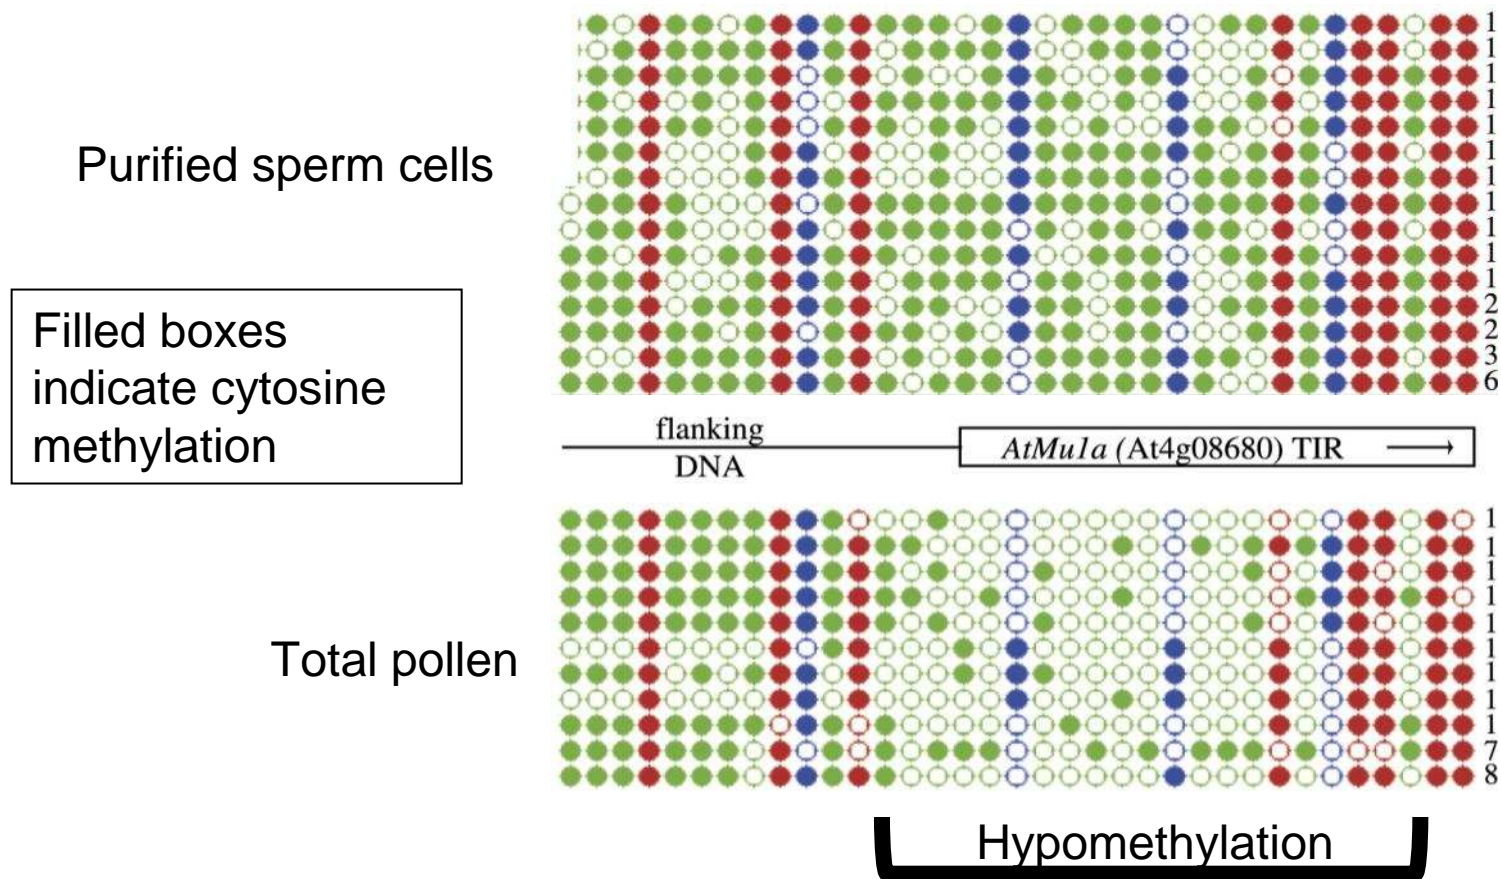 1
1
1
1
1
1
1
1
1
1
1
2
2
3
6
Purified sperm cells
Filled boxes
indicate cytosine
methylation
flanking
DNA
AtMu1a (At4g08680) TIR
1
1
1
1
1
1
1
1
1
7
8
Total pollen
Hypomethylation